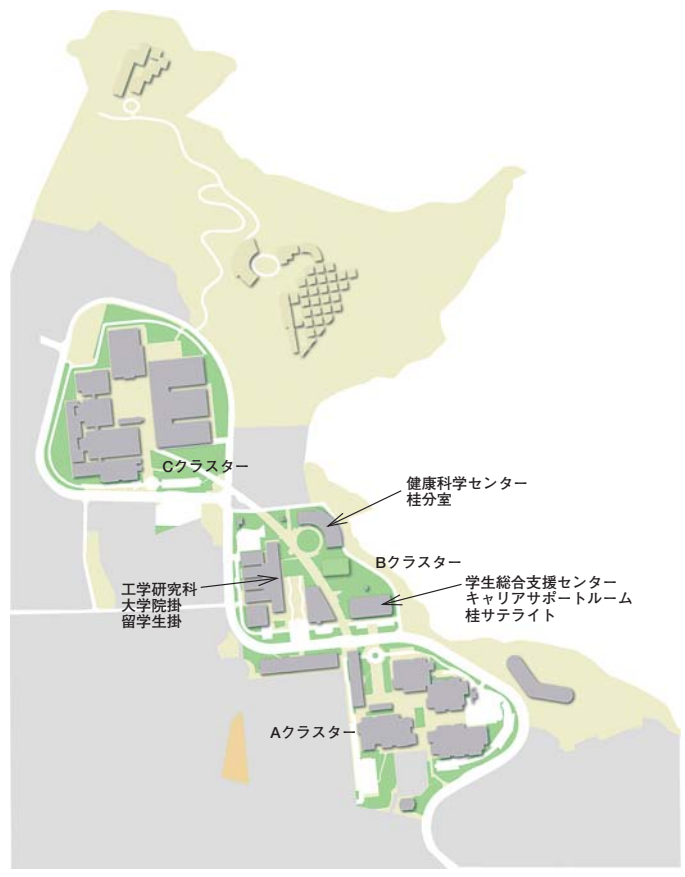 Cクラスター
健康科学センター
桂分室
Bクラスター
工学研究科
大学院掛
留学生掛
学生総合支援センター
キャリアサポートルーム
桂サテライト
Aクラスター